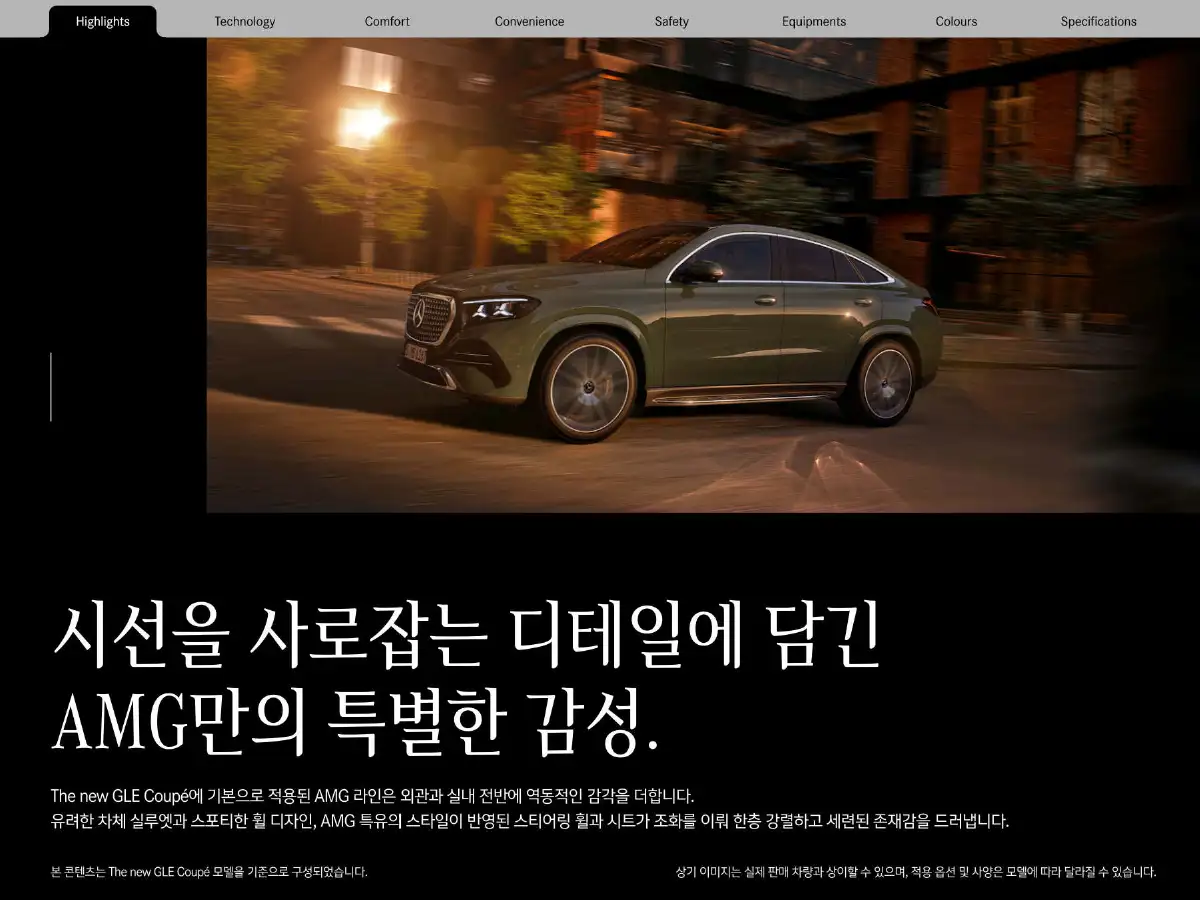 Highlights
Technology
Comfort
Convenience
Safety
Equipments
Colours
Specifications
시선을 사로잡는 디테일에 담긴
AMG만의 특별한 감성.
The new GLE Coupé에 기본으로 적용된 AMG 라인은 외관과 실내 전반에 역동적인 감각을 더합니다.
유려한 차체 실루엣과 스포티한 휠 디자인, AMG 특유의 스타일이 반영된 스티어링 휠과 시트가 조화를 이뤄 한층 강렬하고 세련된 존재감을 드러냅니다.
본 콘텐츠는 The new GLE Coupé 모델을 기준으로 구성되었습니다.
상기 이미지는 실제 판매 차량과 상이할 수 있으며, 적용 옵션 및 사양은 모델에 따라 달라질 수 있습니다.